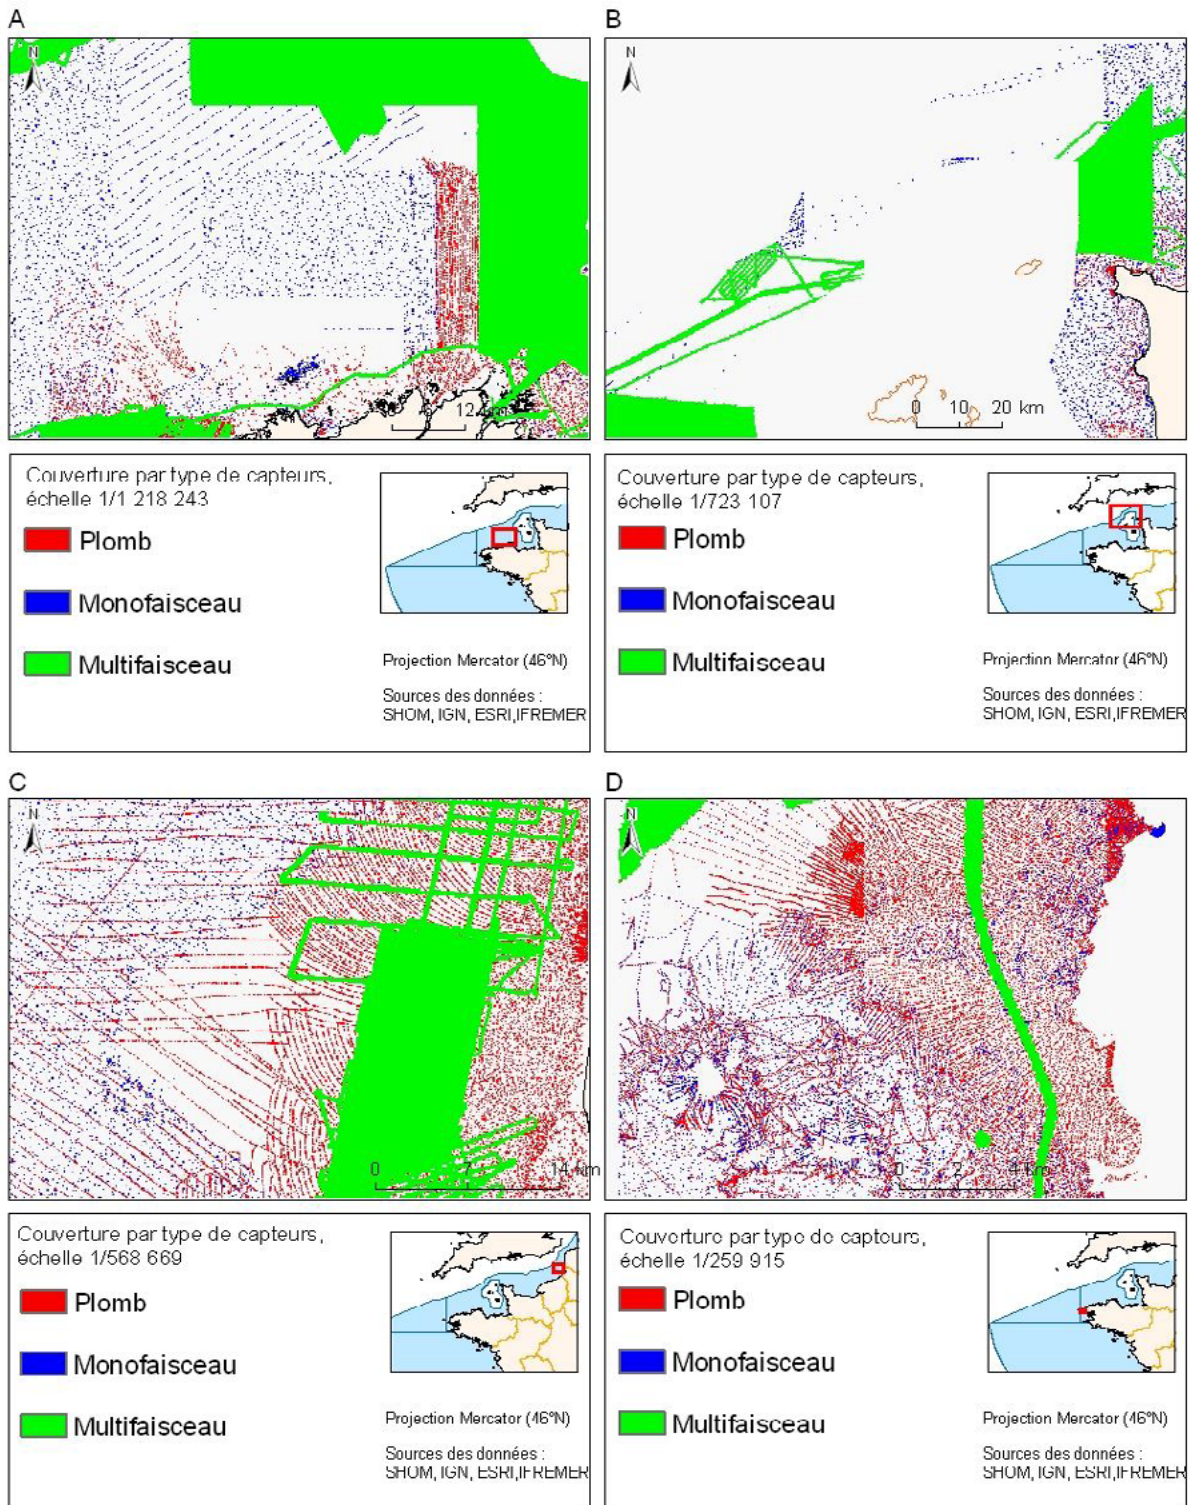 A
N
12
Couverture par type de capteurs,
échelle 1/1 218 243
Plomb
Monofaisceau
Multifaisceau
Projection Mercator (46°N)
Sources des données :
SHOM, IGN, ESRI,IFREMER
B
N
0 10 20 km
Couverture par type de capteurs,
échelle 1/723 107
Plomb
Monofaisceau
Multifaisceau
Projection Mercator (46°N)
Sources des données :
SHOM, IGN, ESRI,IFREMER
C
N
0 7 14 km
Couverture par type de capteurs,
échelle 1/568 669
Plomb
Monofaisceau
Multifaisceau
Projection Mercator (46°N)
Sources des données :
SHOM, IGN, ESRI,IFREMER
D
N
0 2 4 km
Couverture par type de capteurs,
échelle 1/259 915
Plomb
Monofaisceau
Multifaisceau
Projection Mercator (46°N)
Sources des données :
SHOM, IGN, ESRI,IFREMER